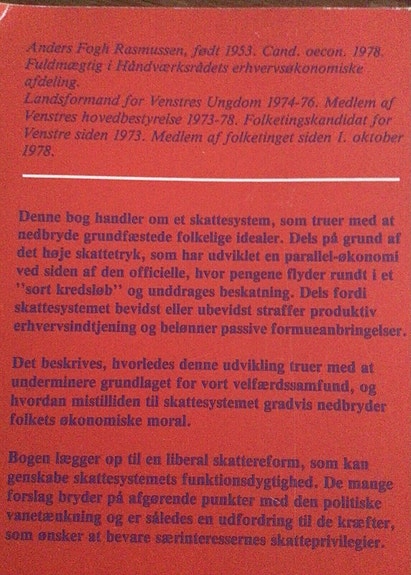 Anders Fogh Rasmussen, født 1953. Cand. oecon. 1978.
Fuldmægtig i Håndværksrådets erhvervsøkonomiske
afdeling.
Landsformand for Venstres Ungdom 1974-76. Medlem af
Venstres hovedbestyrelse 1973-78. Folketingskandidat for
Venstre siden 1973. Medlem af folketinget siden 1. oktober
1978.
Denne bog handler om et skattesystem, som truer med at
nedbryde grundfæstede folkelige idealer. Dels på grund af
det høje skattetryk, som har udviklet en parallel-økonomi
ved siden af den officielle, hvor pengene flyder rundt i et
"sort kredsløb" og unddrages beskatning. Dels fordi
skattesystemet bevidst eller ubevidst straffer produktiv
erhvervsindtjening og belønner passive formueanbringelser.
Det beskrives, hvorledes denne udvikling truer med at
underminere grundlaget for vort velfærdssamfund, og
hvordan mistilliden til skattesystemet gradvis nedbryder
folkets økonomiske moral.
Bogen lægger op til en liberal skattereform, som kan
genskabe skattesystemets funktionsdygtighed. De mange
forslag bryder på afgørende punkter med den politiske
vanetænkning og er således en udfordring til de kræfter,
som ønsker at bevare særinteressernes skatteprivilegier.